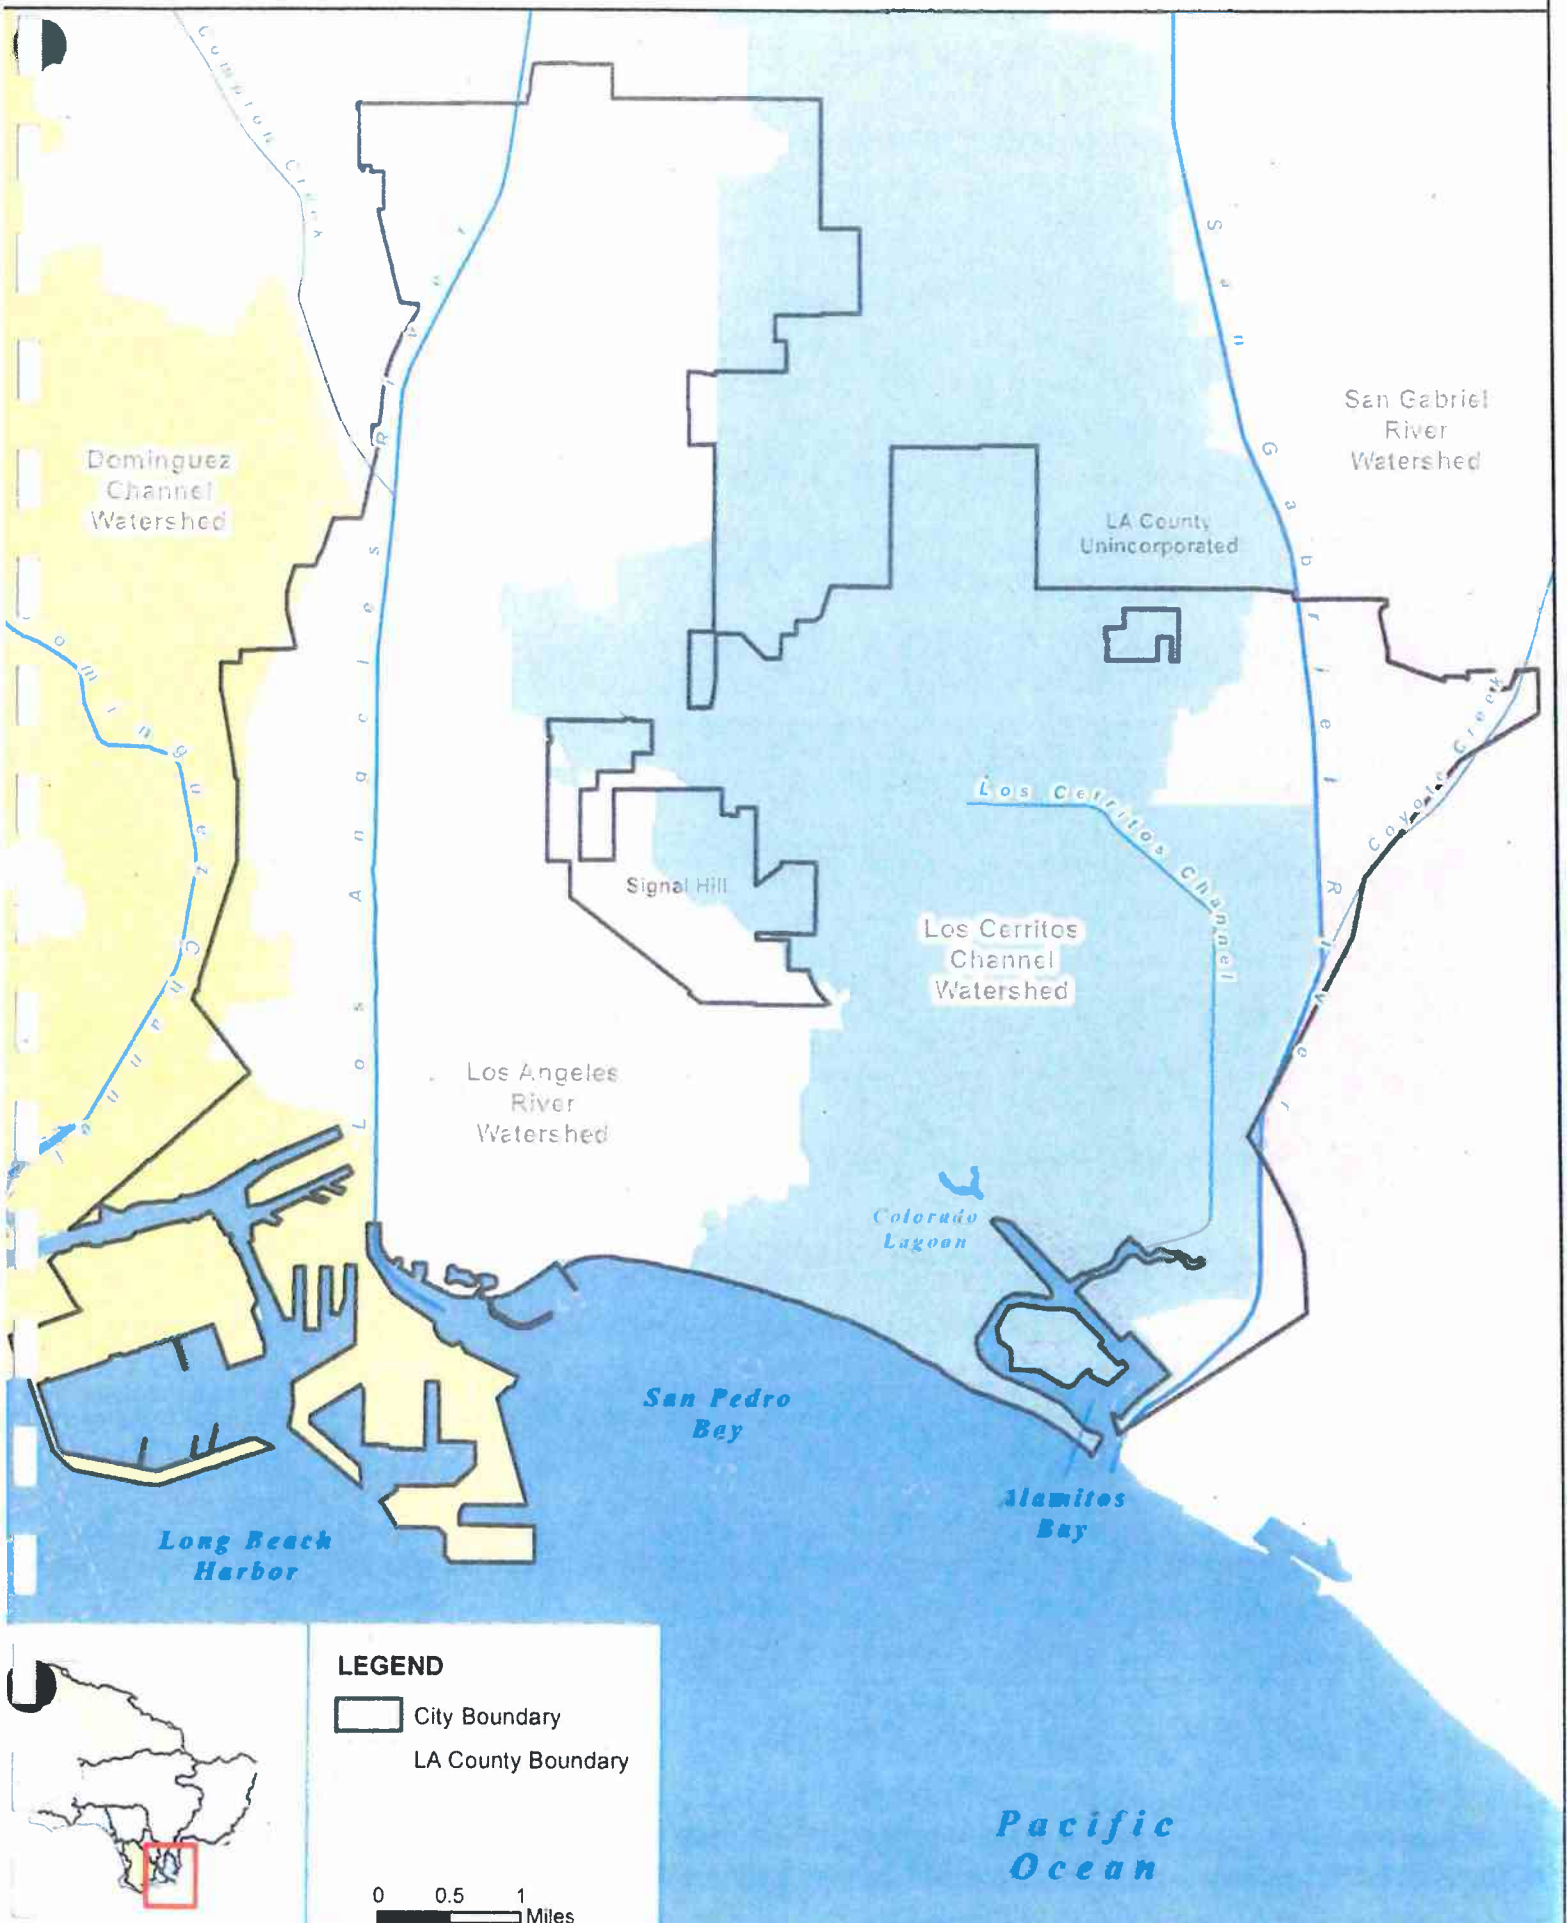 Compton Creek
San Gabriel River
San Gabriel
River
Watershed
Dominguez
Channel
Watershed
LA County
Unincorporated
Los Angeles River
Dominguez Channel
Coyote Creek
Los Cerritos Channel
Signal Hill
Los Cerritos
Channel
Watershed
Los Angeles
River
Watershed
Colorado
Lagoon
San Pedro
Bay
Alamitos
Bay
Long Beach
Harbor
LEGEND
City Boundary
LA County Boundary
Pacific
Ocean
0 0.5 1
Miles